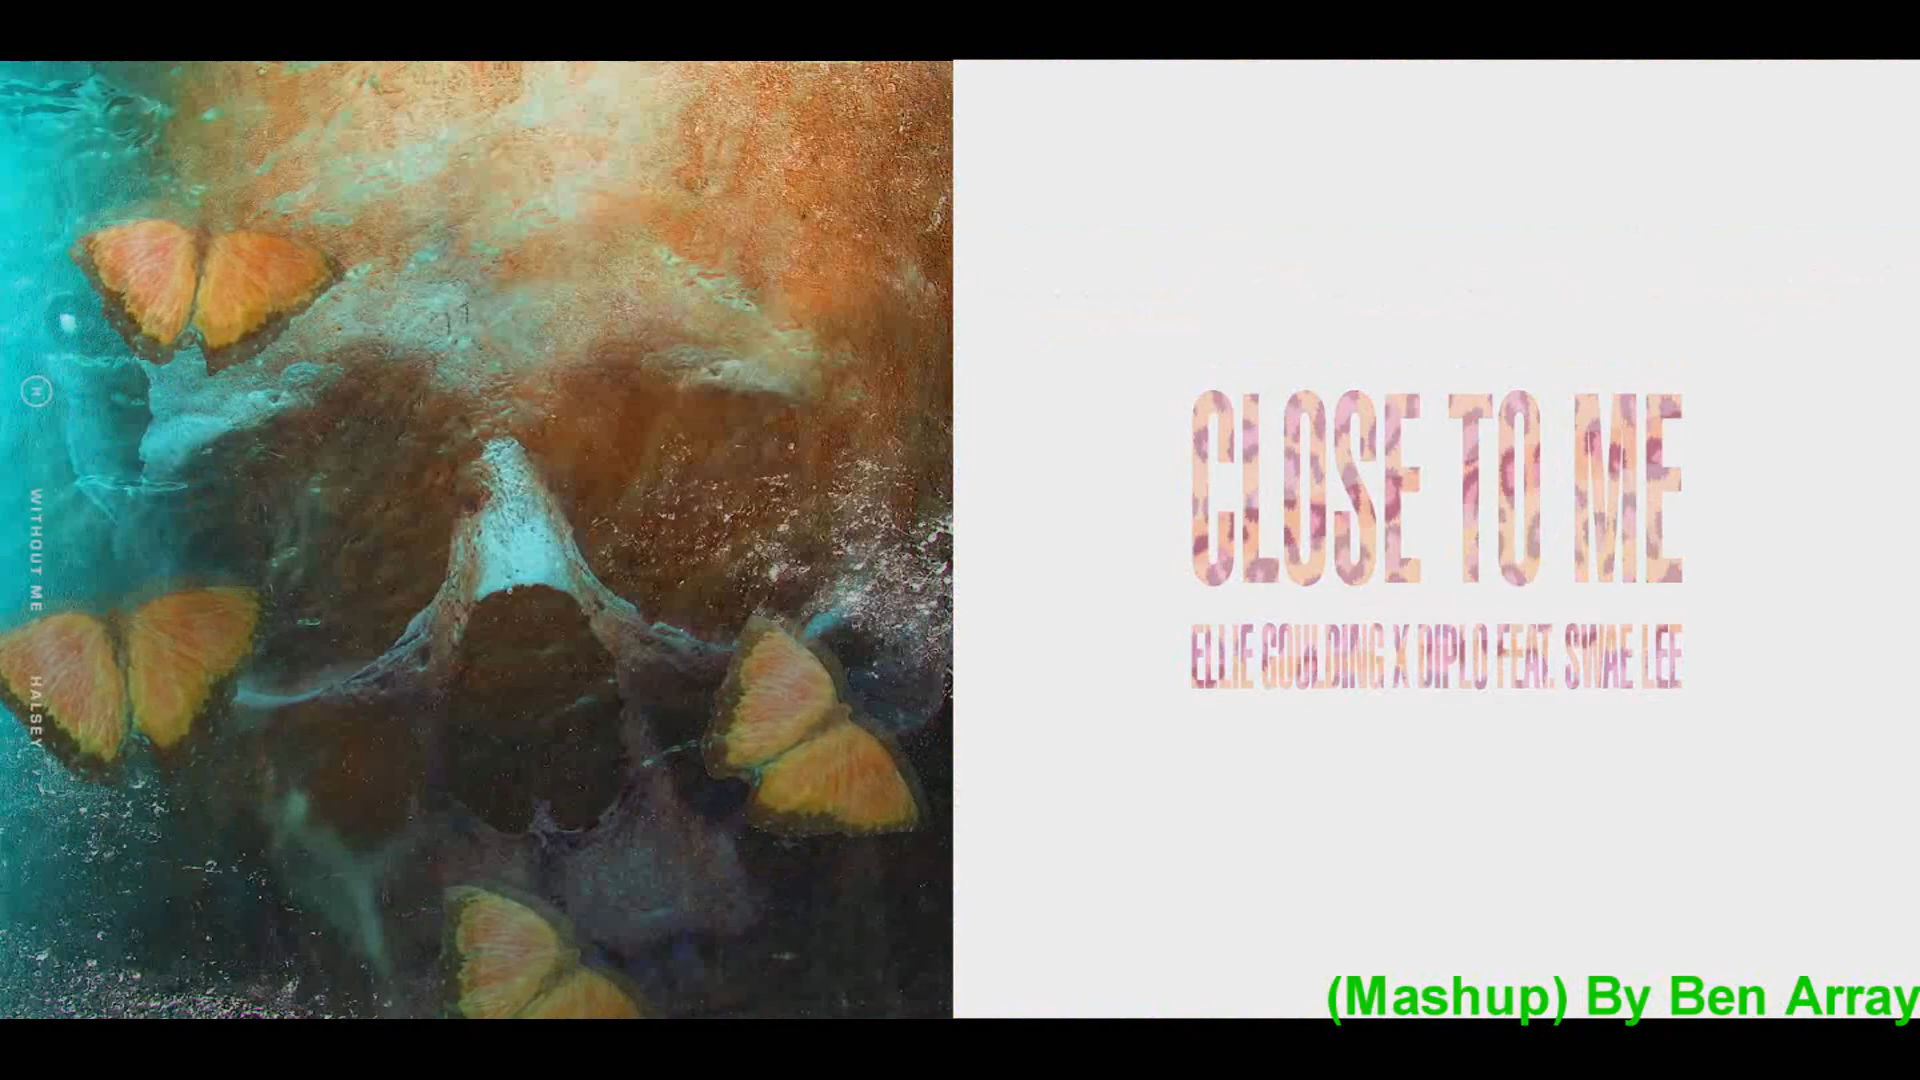 H
WITHOUT ME HALSEY
CLOSE TO ME
ELLIE GOULDING X DIPLO FEAT. SWAE LEE
(Mashup) By Ben Array